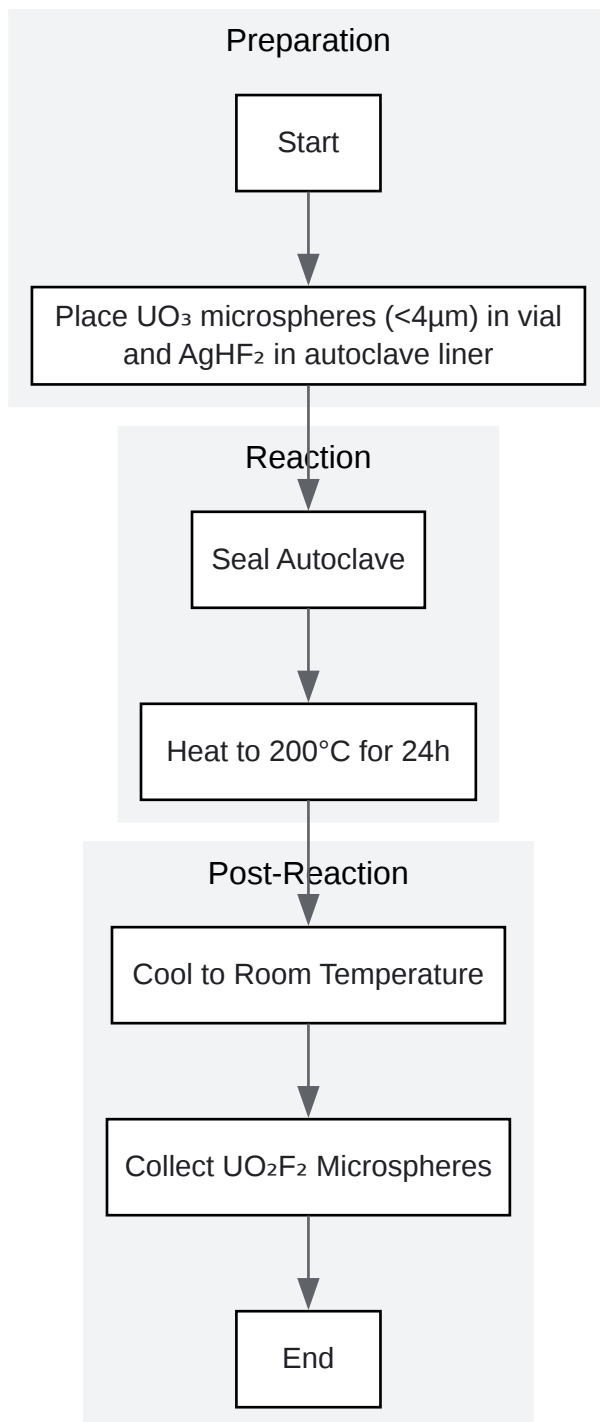 Preparation
Start
Place UO₃ microspheres (<4µm) in vial
and AgHF₂ in autoclave liner
Reaction
Seal Autoclave
Heat to 200°C for 24h
Post-Reaction
Cool to Room Temperature
Collect UO₂F₂ Microspheres
End